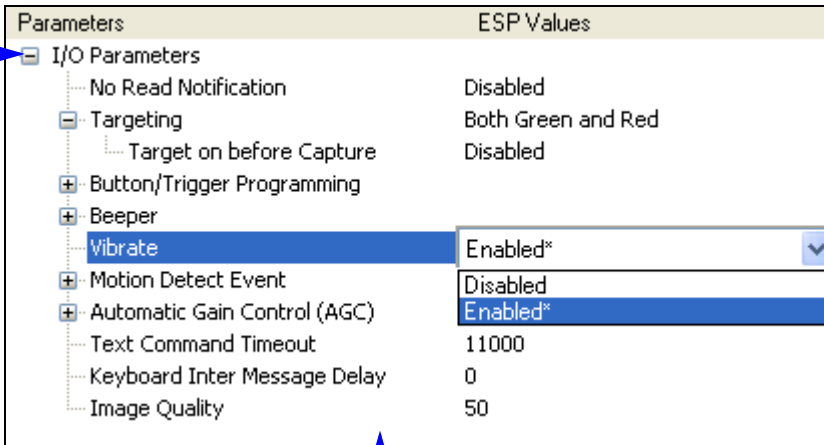 Parameters ESP Values
I/O Parameters
No Read Notification Disabled
Targeting Both Green and Red
Target on before Capture Disabled
Button/Trigger Programming
Beeper
Vibrate Enabled*
Motion Detect Event Disabled
Automatic Gain Control (AGC) Enabled*
Text Command Timeout 11000
Keyboard Inter Message Delay 0
Image Quality 50